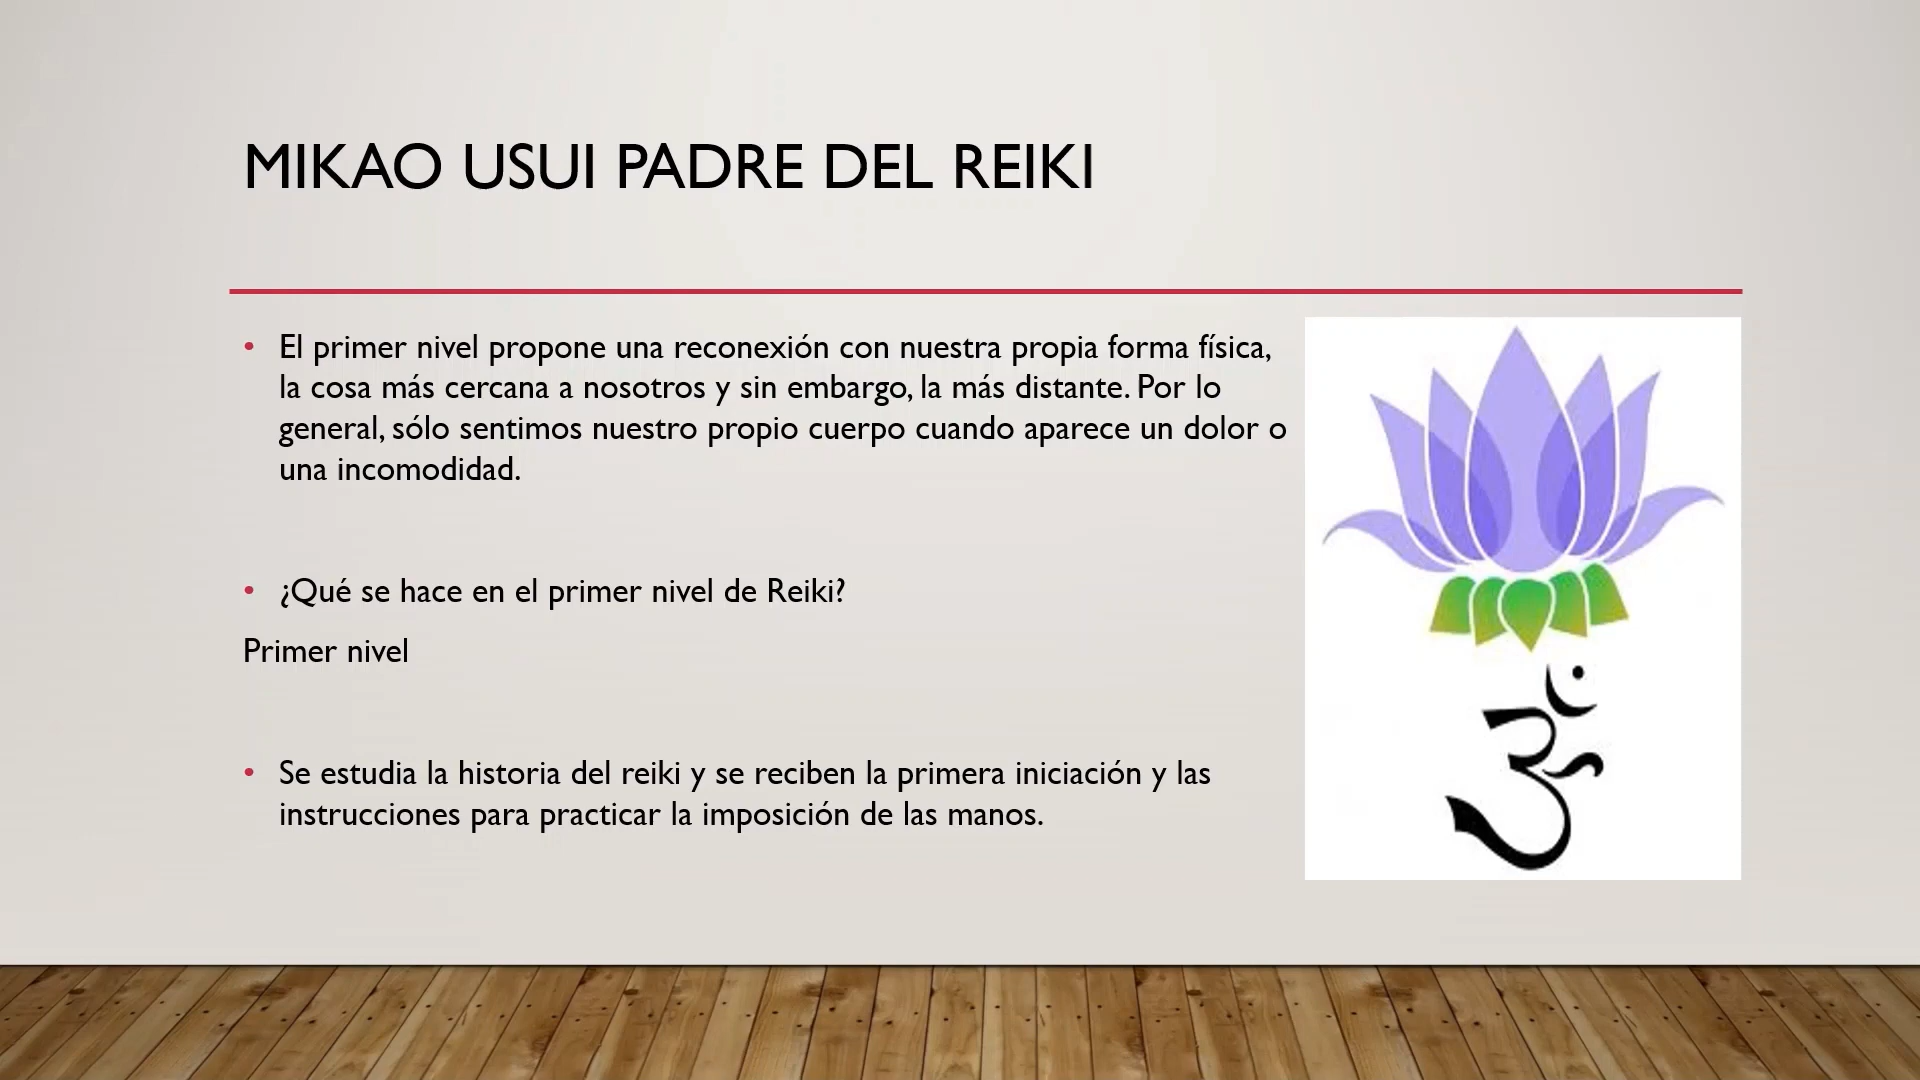 MIKAO USUI PADRE DEL REIKI
• El primer nivel propone una reconexión con nuestra propia forma física,
la cosa más cercana a nosotros y sin embargo, la más distante. Por lo
general, sólo sentimos nuestro propio cuerpo cuando aparece un dolor o
una incomodidad.
• ¿Qué se hace en el primer nivel de Reiki?
Primer nivel
• Se estudia la historia del reiki y se reciben la primera iniciación y las
instrucciones para practicar la imposición de las manos.
ॐ